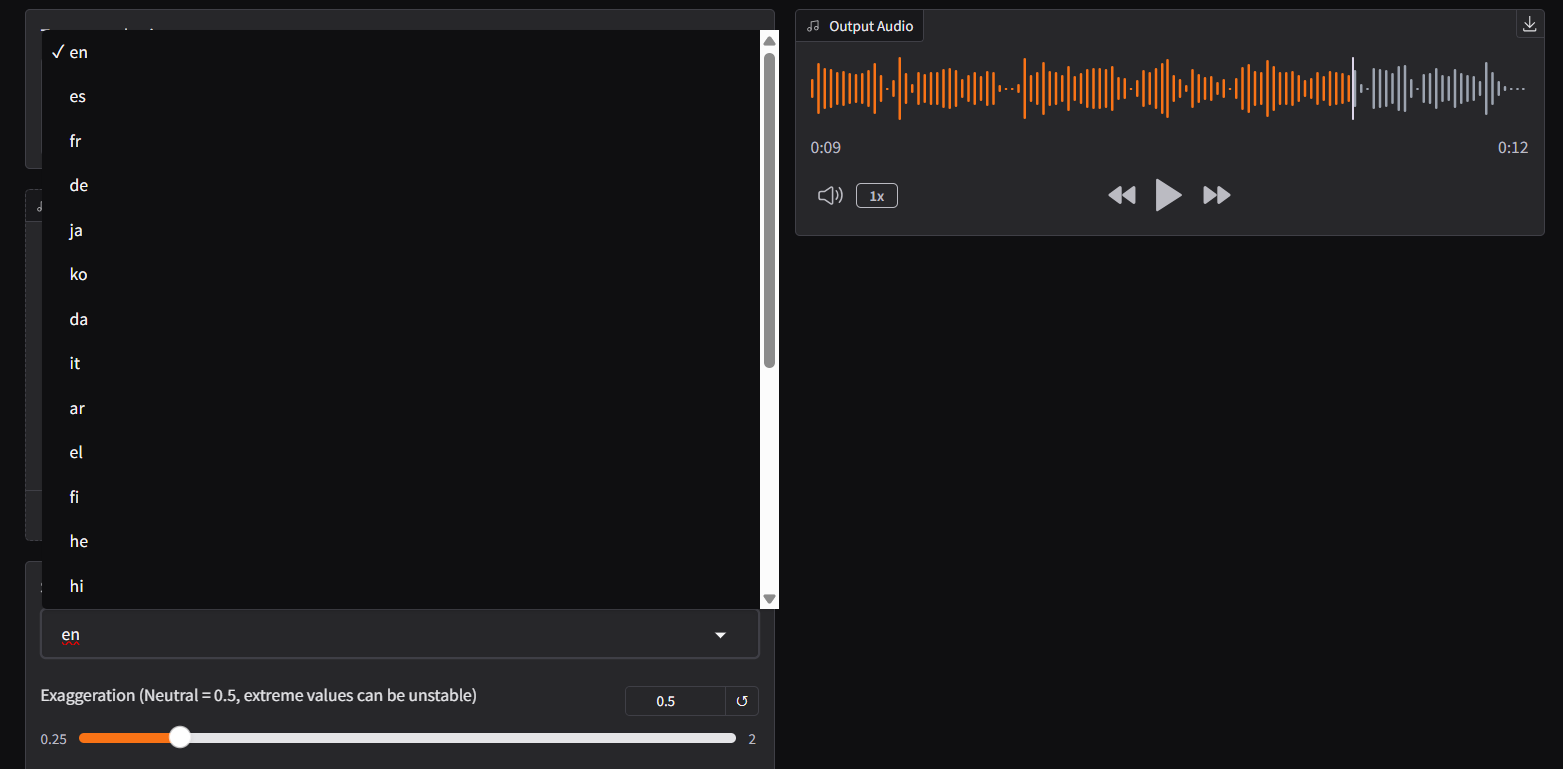 en
es
fr
de
ja
ko
da
it
ar
el
fi
he
hi
en
Exaggeration (Neutral = 0.5, extreme values can be unstable)
0.5
0.25
2
Output Audio
0:09
0:12
1x